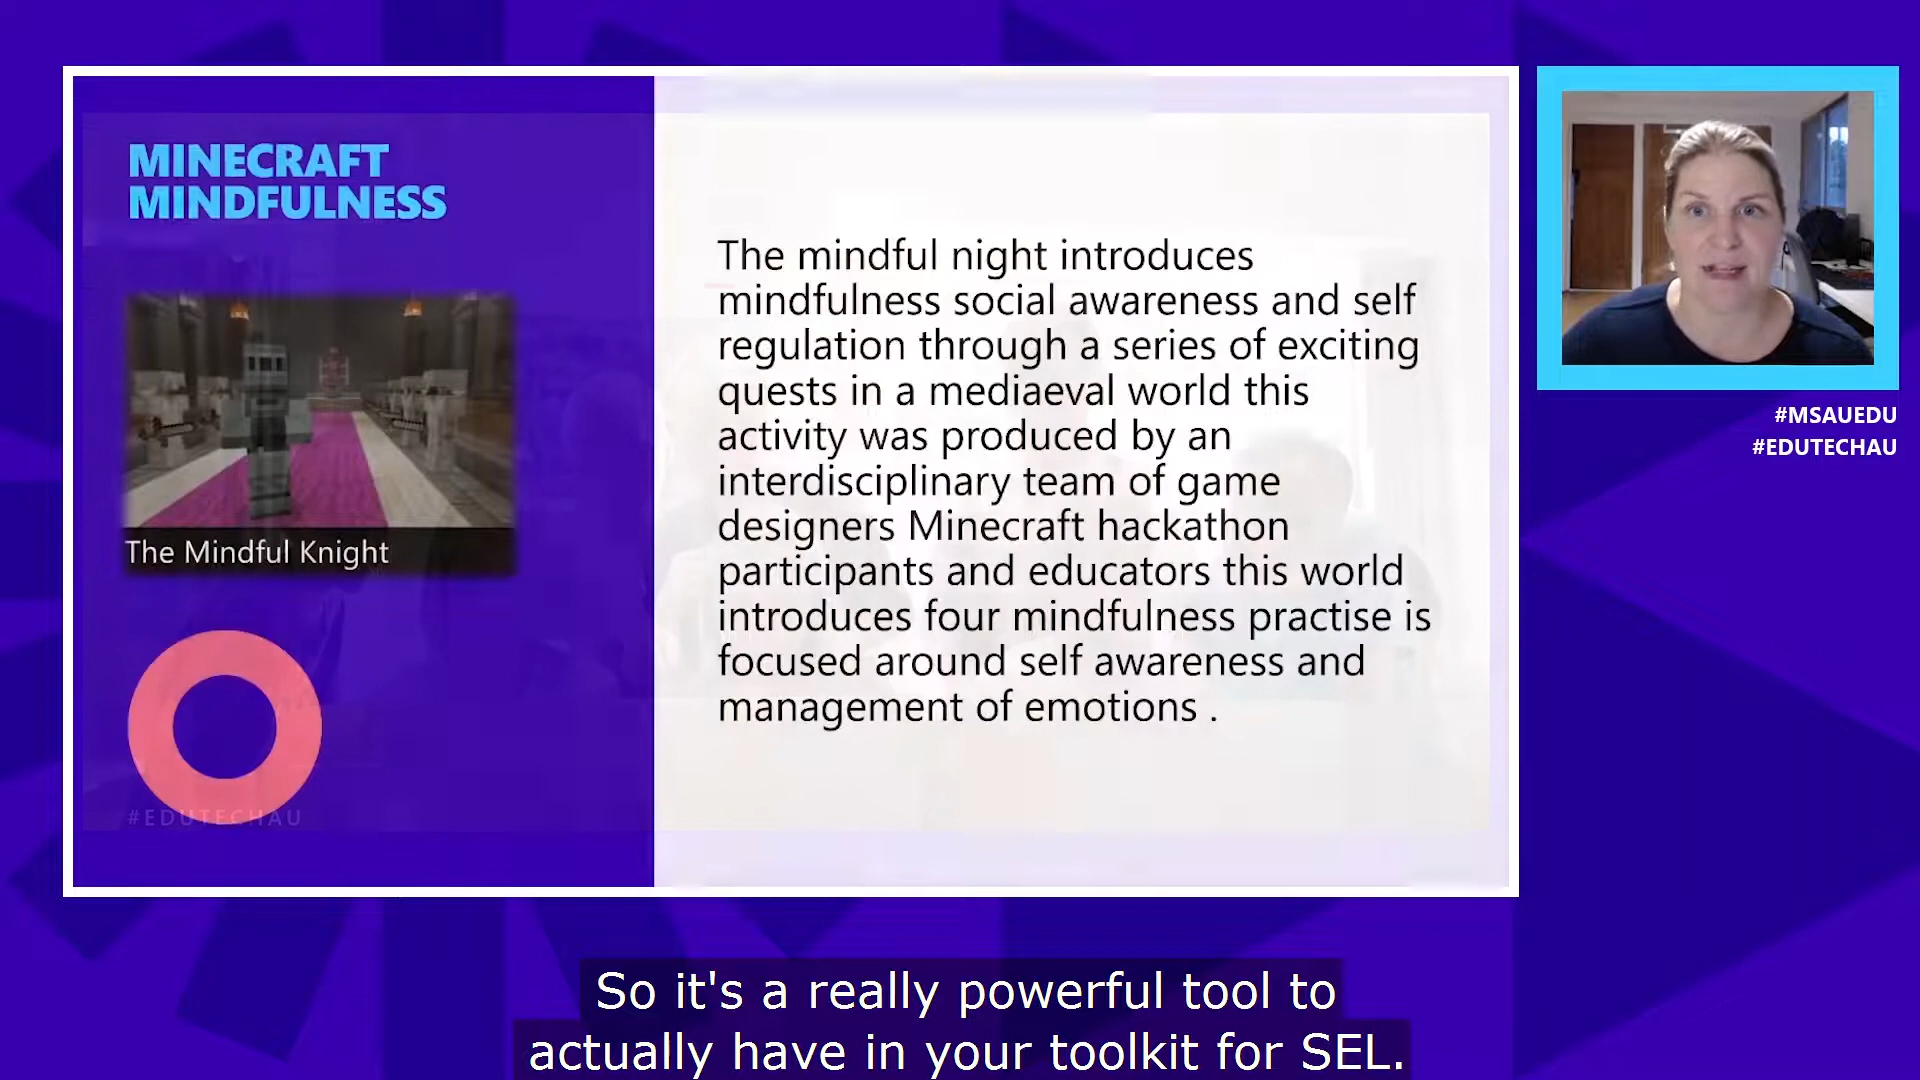 MINECRAFT
MINDFULNESS
The Mindful Knight
#EDUTECHAU
The mindful night introduces
mindfulness social awareness and self
regulation through a series of exciting
quests in a mediaeval world this
activity was produced by an
interdisciplinary team of game
designers Minecraft hackathon
participants and educators this world
introduces four mindfulness practise is
focused around self awareness and
management of emotions .
#MSAUEDU
#EDUTECHAU
So it's a really powerful tool to
actually have in your toolkit for SEL.